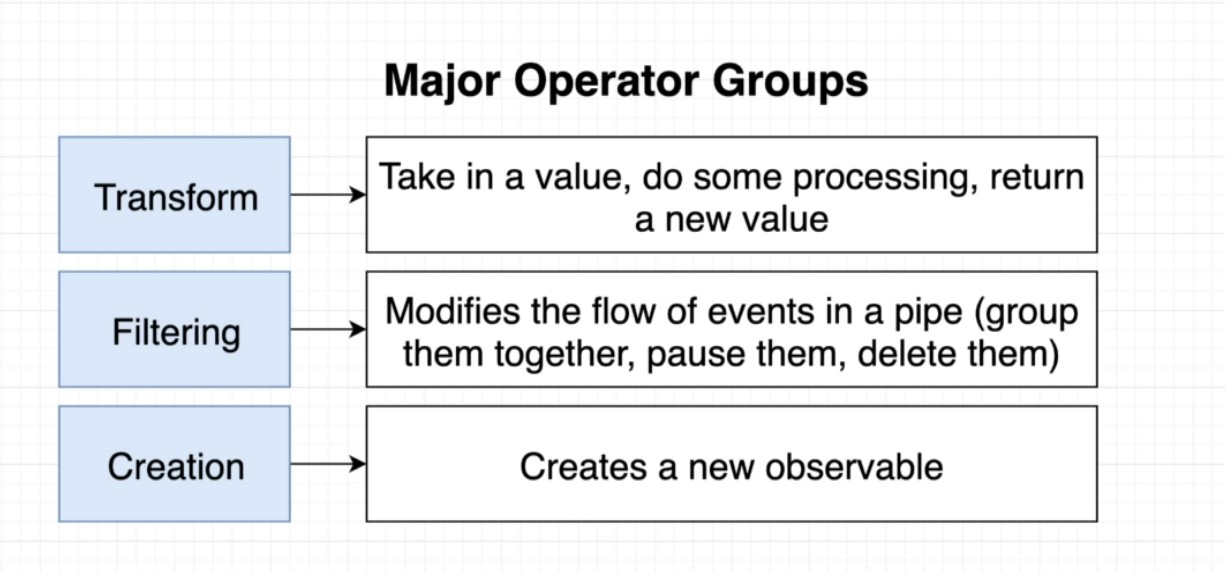 Major Operator Groups
Transform
Take in a value, do some processing, return
a new value
Filtering
Modifies the flow of events in a pipe (group
them together, pause them, delete them)
Creation
Creates a new observable